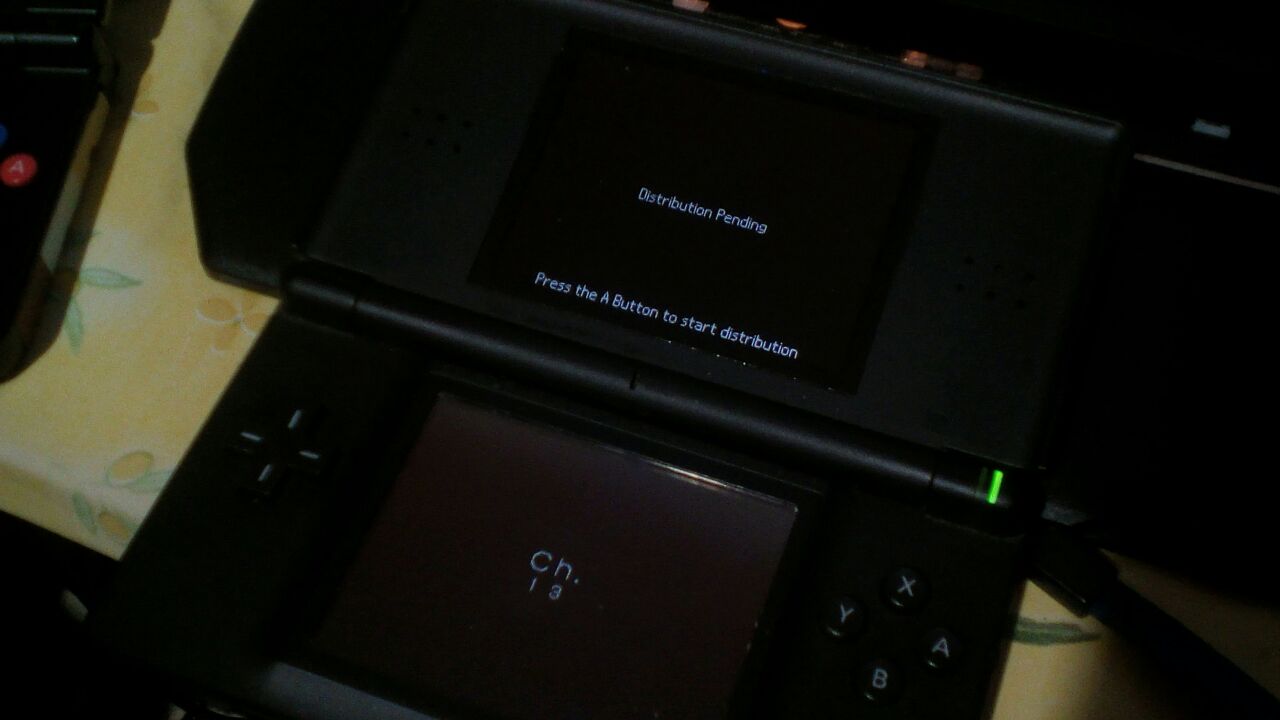 A
Distribution Pending
Press the A Button to start distribution
Ch.
13
X
Y
A
B